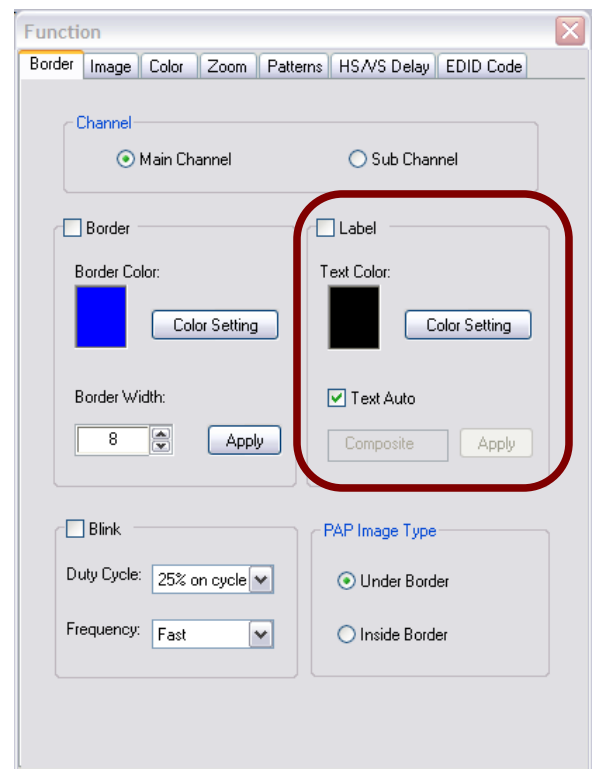 Function
Border Image Color Zoom Patterns HS/VS Delay EDID Code
Channel
Main Channel Sub Channel
Border
Border Color:
Color Setting
Border Width:
8 Apply
Label
Text Color:
Color Setting
Text Auto
Composite Apply
Blink
Duty Cycle: 25% on cycle
Frequency: Fast
PAP Image Type
Under Border
Inside Border